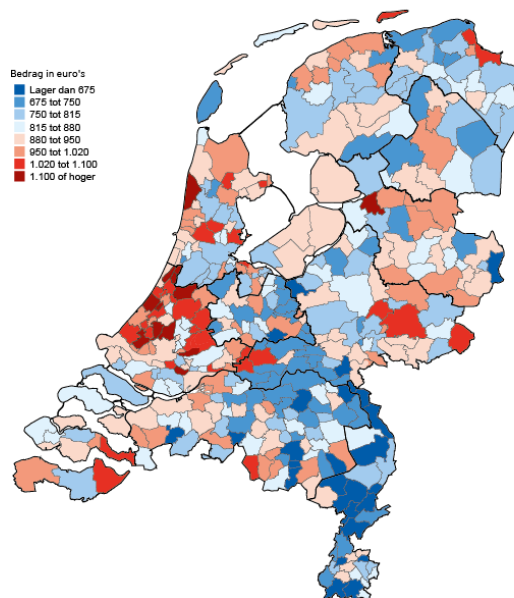 Bedrag in euro's
Lager dan 675
675 tot 750
750 tot 815
815 tot 880
880 tot 950
950 tot 1.020
1.020 tot 1.100
1.100 of hoger